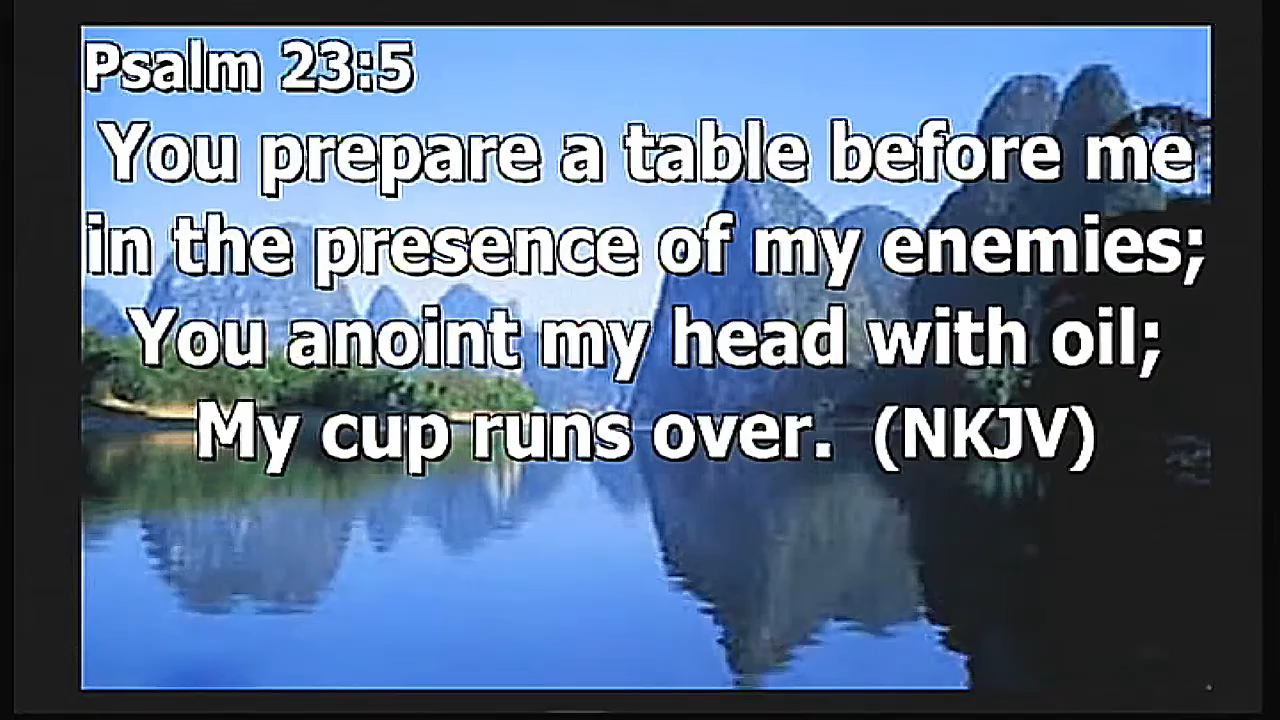 Psalm 23:5
You prepare a table before me
in the presence of my enemies;
You anoint my head with oil;
My cup runs over. (NKJV)